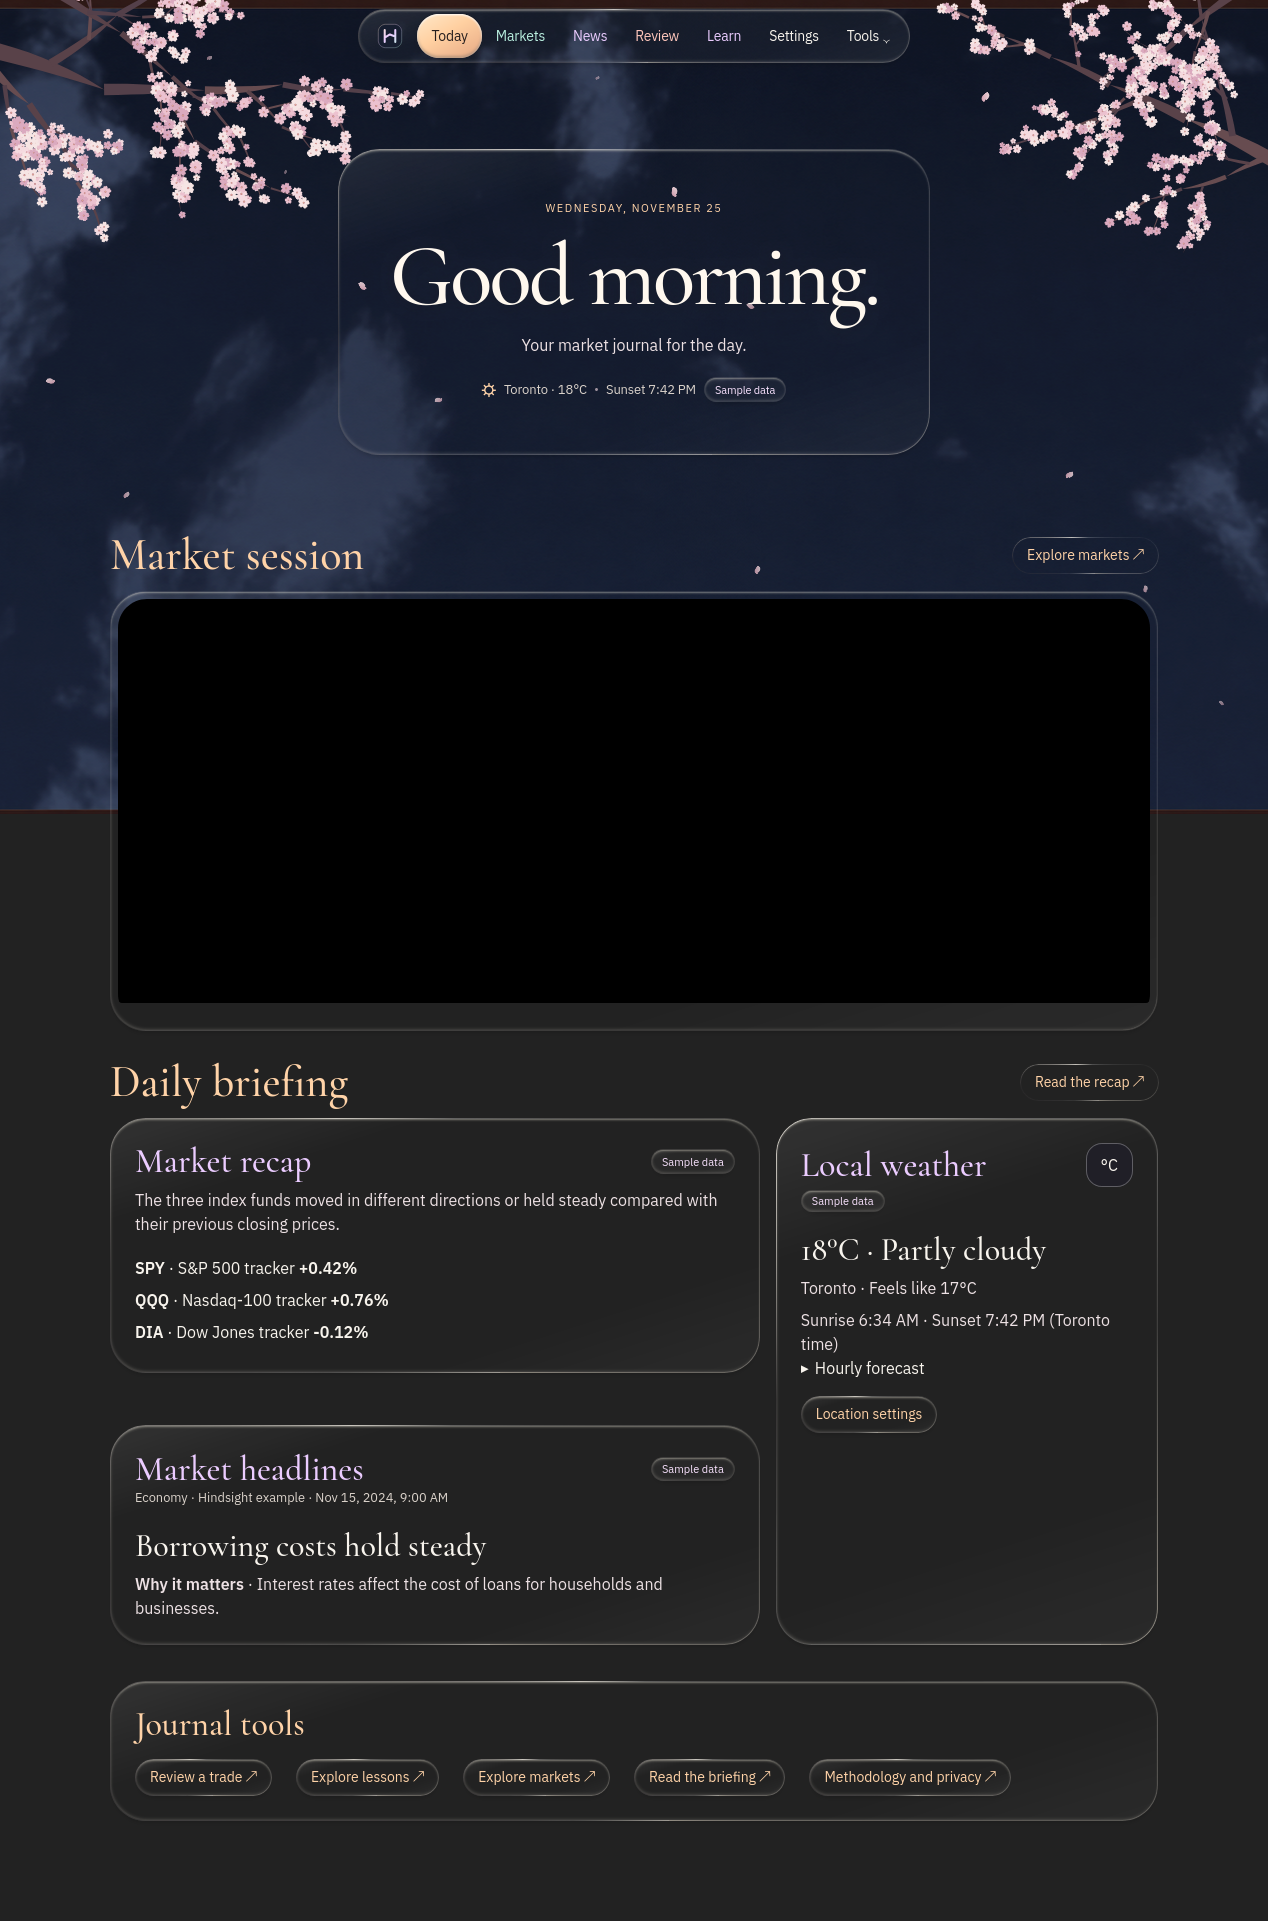 H Today Markets News Review Learn Settings Tools
WEDNESDAY, NOVEMBER 25
Good morning.
Your market journal for the day.
Toronto · 18°C • Sunset 7:42 PM Sample data
Market session
Explore markets ↗
Daily briefing
Read the recap ↗
Market recap
Sample data
The three index funds moved in different directions or held steady compared with
their previous closing prices.
SPY · S&P 500 tracker +0.42%
QQQ · Nasdaq-100 tracker +0.76%
DIA · Dow Jones tracker -0.12%
Local weather
°C
Sample data
18°C · Partly cloudy
Toronto · Feels like 17°C
Sunrise 6:34 AM · Sunset 7:42 PM (Toronto
time)
▸ Hourly forecast
Location settings
Market headlines
Sample data
Economy · Hindsight example · Nov 15, 2024, 9:00 AM
Borrowing costs hold steady
Why it matters · Interest rates affect the cost of loans for households and
businesses.
Journal tools
Review a trade ↗ Explore lessons ↗ Explore markets ↗ Read the briefing ↗ Methodology and privacy ↗